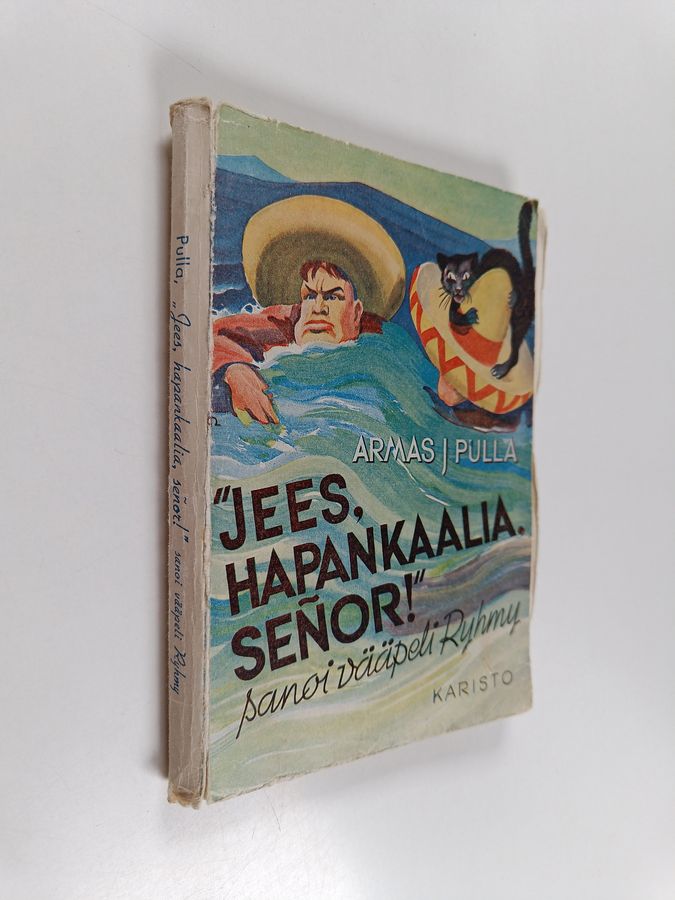 Pulla, "Jees, hapankaalia, señor!" sanoi vääpeli Ryhmy
ARMAS J PULLA
"JEES,
HAPANKAALIA,
SEÑOR!"
sanoi vääpeli Ryhmy
KARISTO